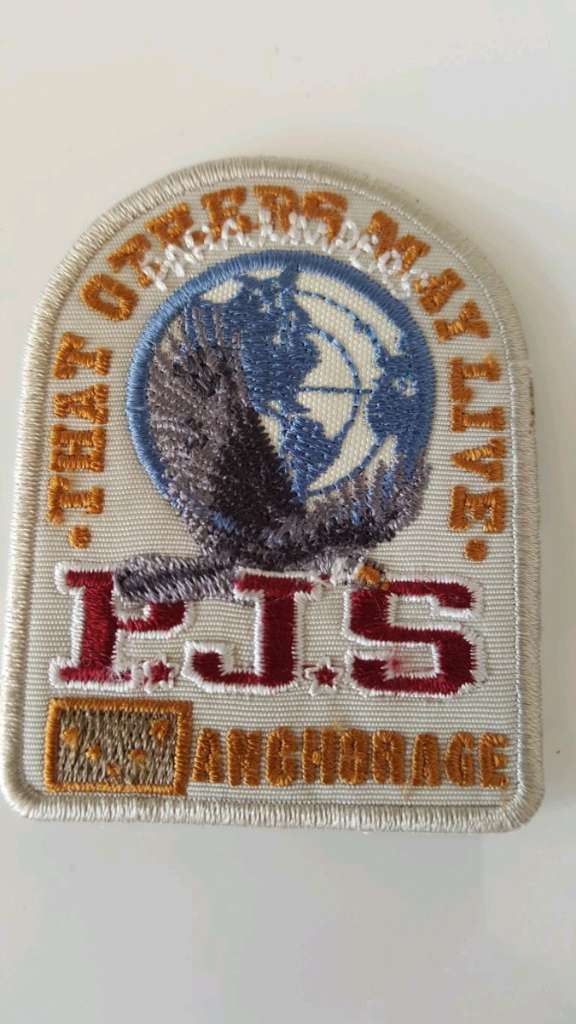 ·THAT OTHERS MAY LIVE·
P.J.S
ANCHORAGE